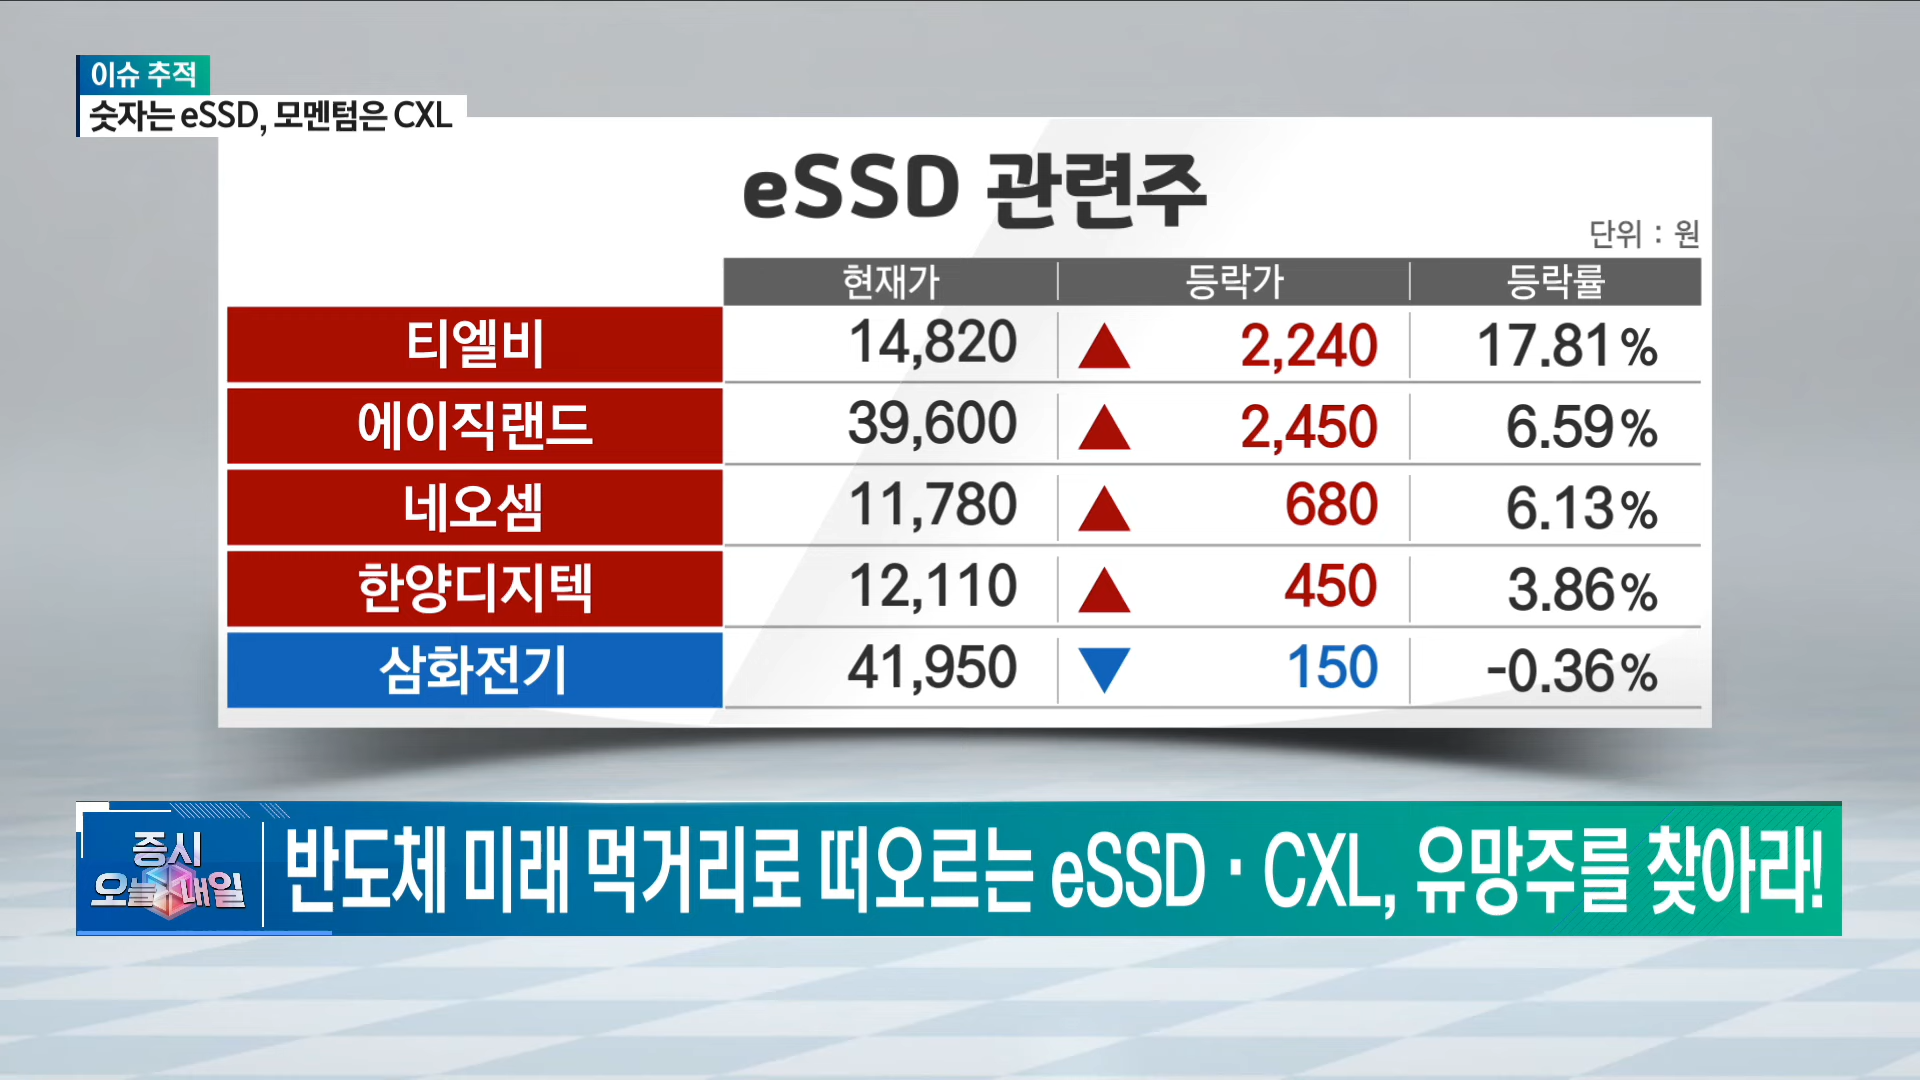 이슈 추적
숫자는 eSSD, 모멘텀은 CXL
eSSD 관련주
단위 : 원
현재가 등락가 등락률
티엘비 14,820 ▲ 2,240 17.81%
에이직랜드 39,600 ▲ 2,450 6.59%
네오셈 11,780 ▲ 680 6.13%
한양디지텍 12,110 ▲ 450 3.86%
삼화전기 41,950 ▼ 150 -0.36%
증시
오늘 매일
반도체 미래 먹거리로 떠오르는 eSSD · CXL, 유망주를 찾아라!